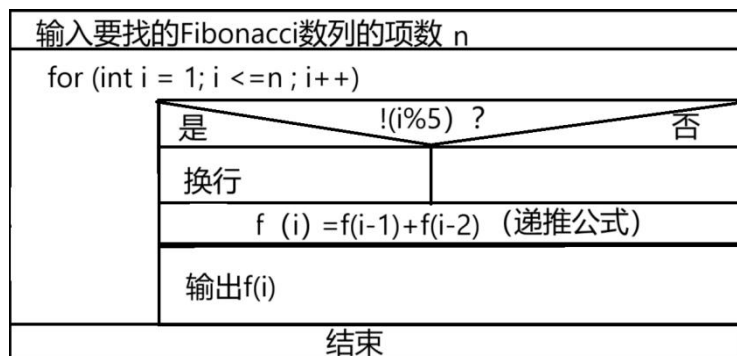 输入要找的Fibonacci数列的项数 n
for (int i = 1; i <=n ; i++)
是 !(i%5) ? 否
换行
f (i) =f(i-1)+f(i-2) (递推公式)
输出f(i)
结束